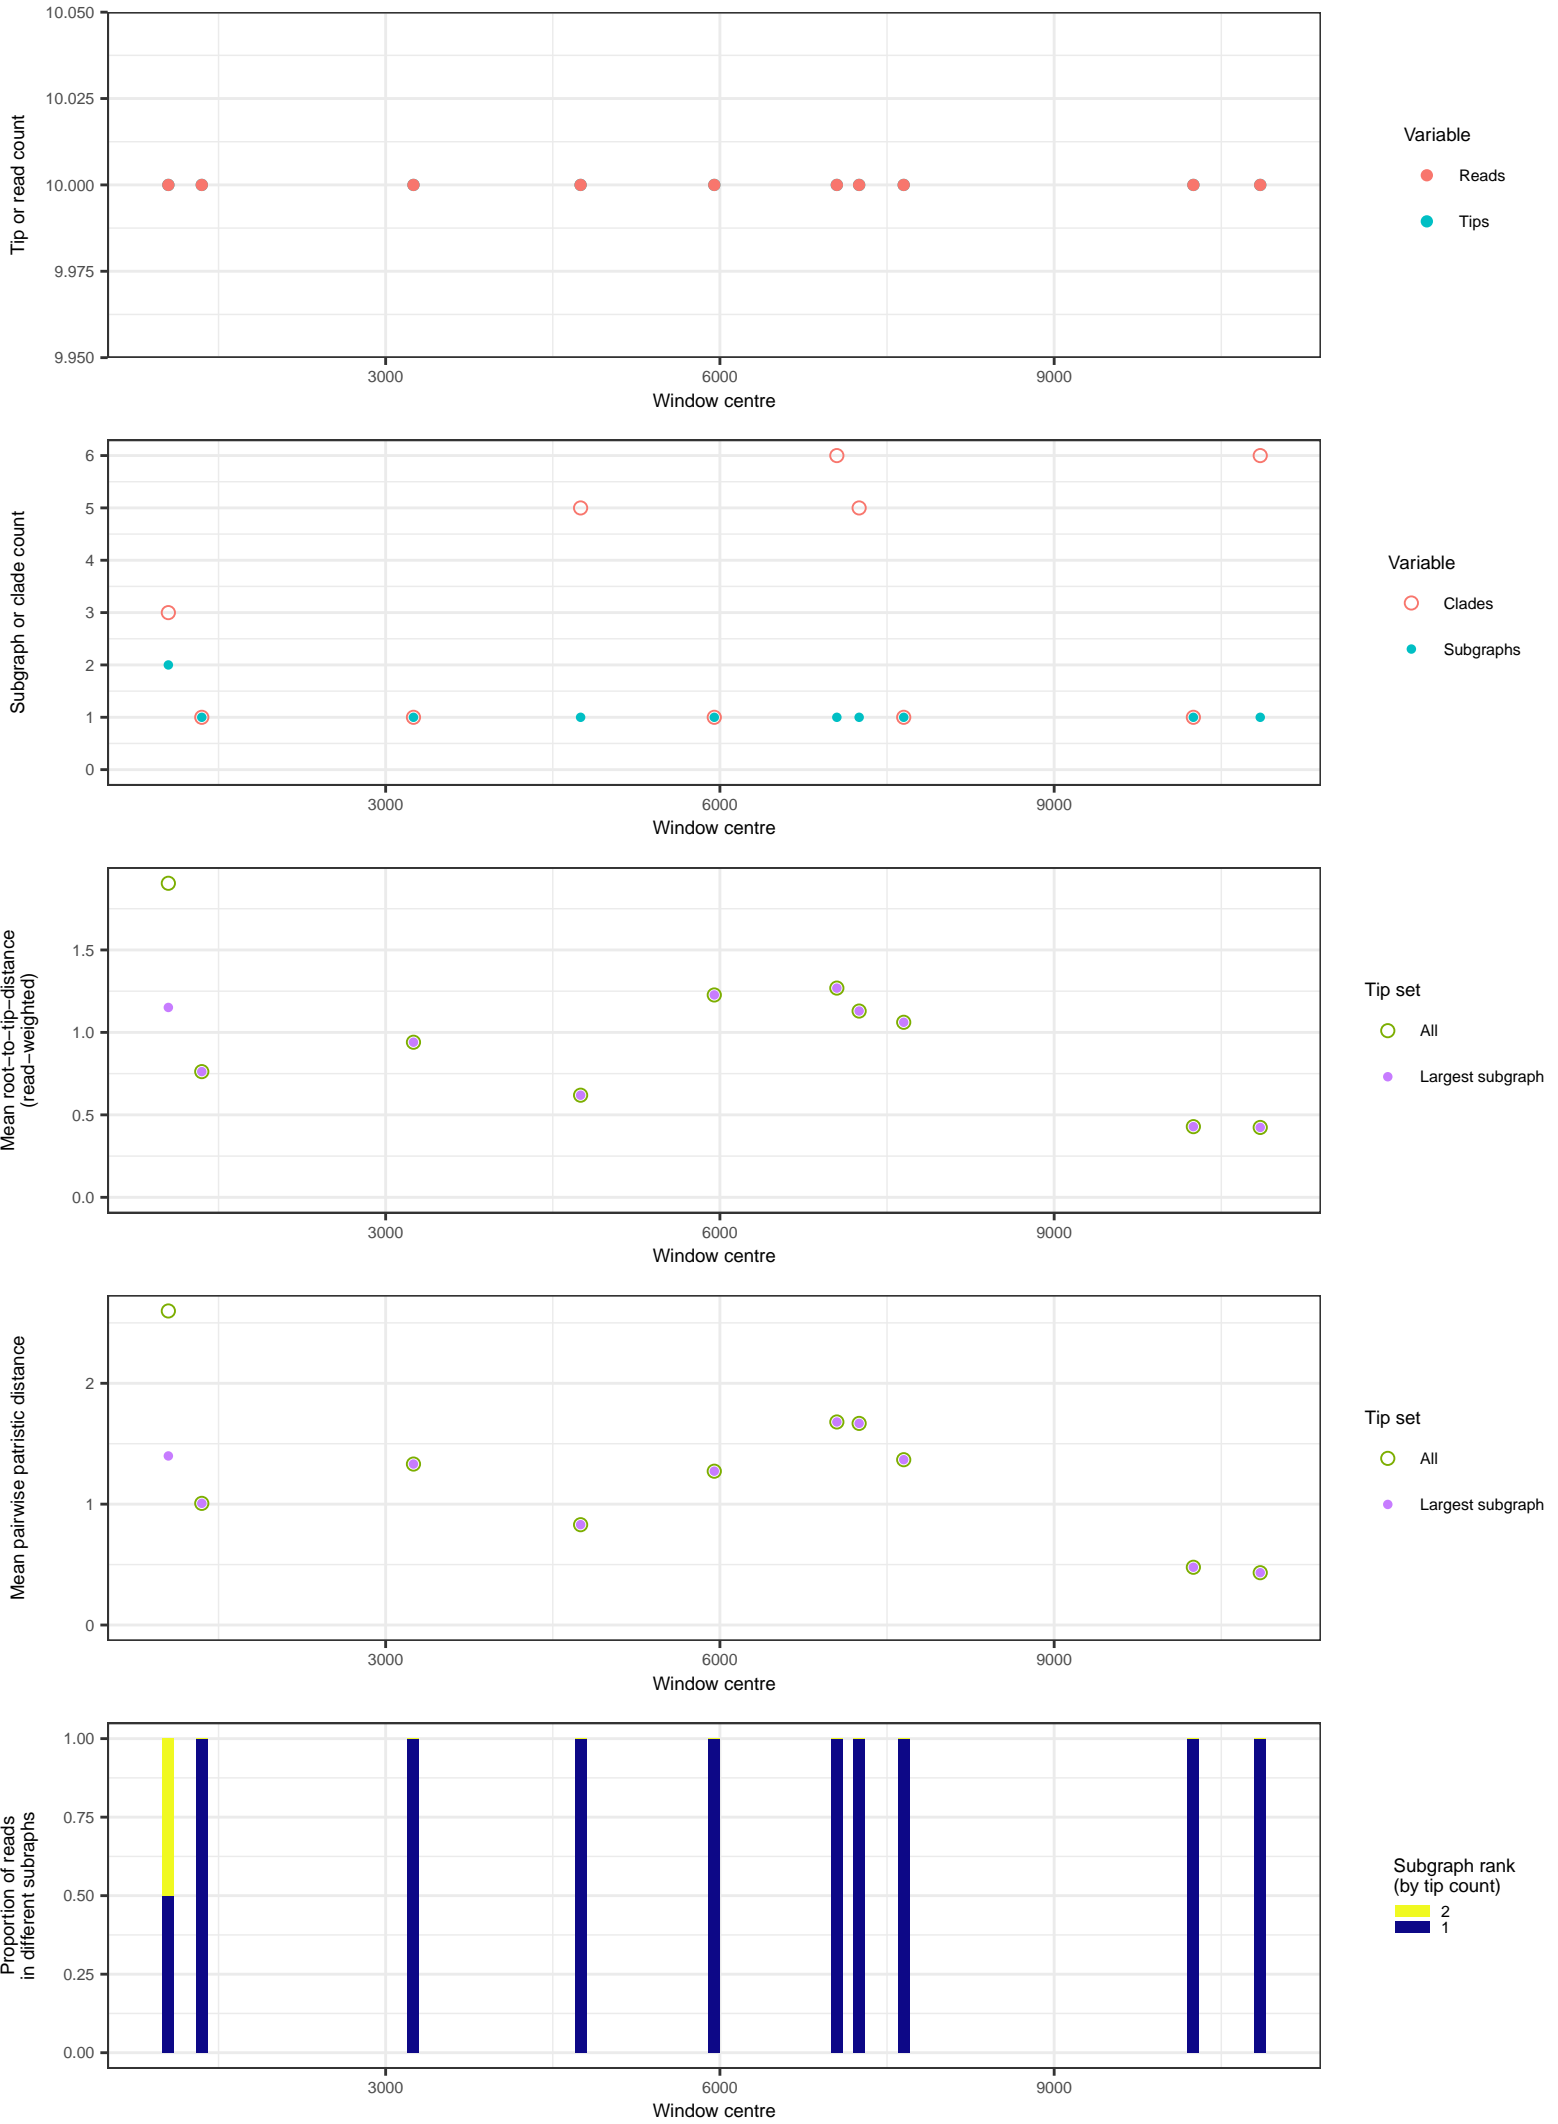 10.050
10.025
10.000
9.975
9.950
Tip or read count
3000 6000 9000
Window centre
Variable
Reads
Tips
6
5
4
3
2
1
0
Subgraph or clade count
3000 6000 9000
Window centre
Variable
Clades
Subgraphs
1.5
1.0
0.5
0.0
Mean root−to−tip−distance
(read−weighted)
3000 6000 9000
Window centre
Tip set
All
Largest subgraph
2
1
0
Mean pairwise patristic distance
3000 6000 9000
Window centre
Tip set
All
Largest subgraph
1.00
0.75
0.50
0.25
0.00
Proportion of reads
in different subraphs
3000 6000 9000
Window centre
Subgraph rank
(by tip count)
2
1